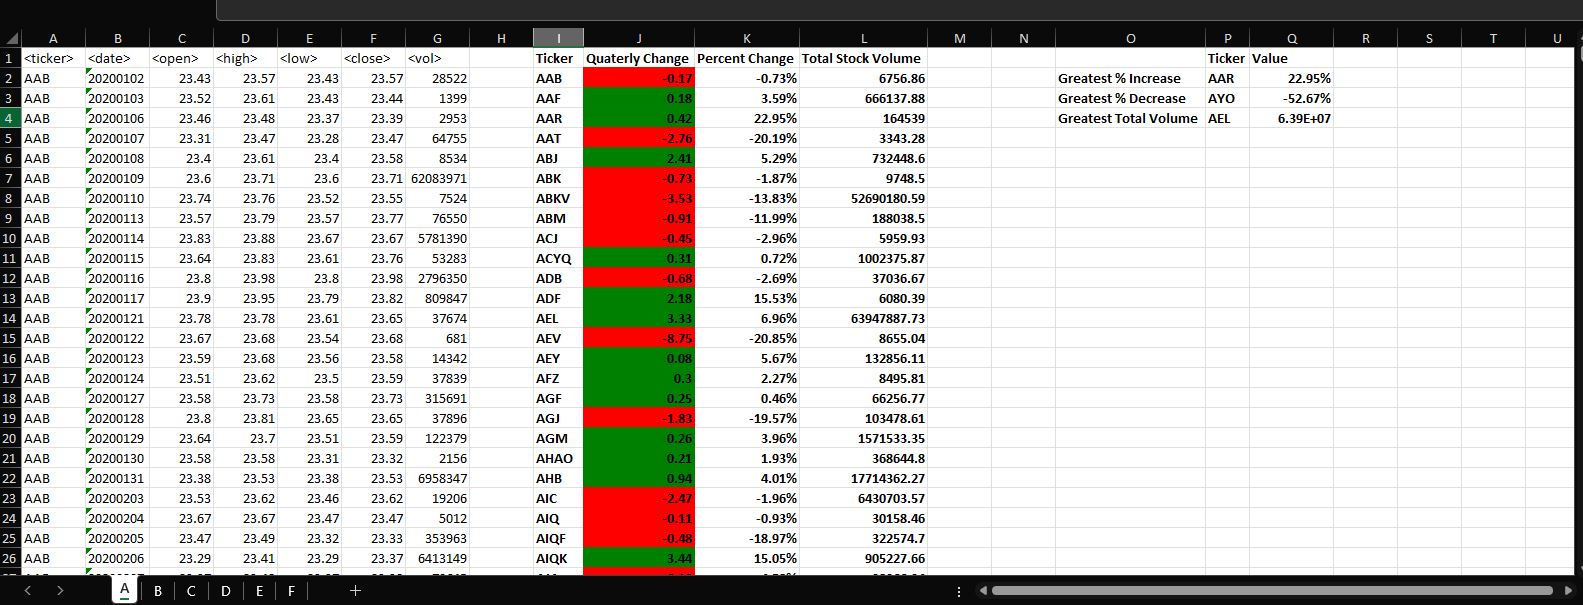 A B C D E F G H I J K L M N O P Q R S T U
1 <ticker> <date> <open> <high> <low> <close> <vol> Ticker Quaterly Change Percent Change Total Stock Volume Ticker Value
2 AAB 20200102 23.43 23.57 23.43 23.57 28522 AAB -0.17 -0.73% 6756.86 Greatest % Increase AAR 22.95%
3 AAB 20200103 23.52 23.61 23.43 23.44 1399 AAF 0.18 3.59% 666137.88 Greatest % Decrease AYO -52.67%
4 AAB 20200106 23.46 23.48 23.37 23.39 2953 AAR 0.42 22.95% 164539 Greatest Total Volume AEL 6.39E+07
5 AAB 20200107 23.31 23.47 23.28 23.47 64755 AAT -2.76 -20.19% 3343.28
6 AAB 20200108 23.4 23.61 23.4 23.58 8534 ABJ 2.41 5.29% 732448.6
7 AAB 20200109 23.6 23.71 23.6 23.71 62083971 ABK -0.73 -1.87% 9748.5
8 AAB 20200110 23.74 23.76 23.52 23.55 7524 ABKV -3.53 -13.83% 52690180.59
9 AAB 20200113 23.57 23.79 23.57 23.77 76550 ABM -0.91 -11.99% 188038.5
10 AAB 20200114 23.83 23.88 23.67 23.67 5781390 ACJ -0.45 -2.96% 5959.93
11 AAB 20200115 23.64 23.83 23.61 23.76 53283 ACYQ 0.31 0.72% 1002375.87
12 AAB 20200116 23.8 23.98 23.8 23.98 2796350 ADB -0.68 -2.69% 37036.67
13 AAB 20200117 23.9 23.95 23.79 23.82 809847 ADF 2.18 15.53% 6080.39
14 AAB 20200121 23.78 23.78 23.61 23.65 37674 AEL 3.33 6.96% 63947887.73
15 AAB 20200122 23.67 23.68 23.54 23.68 681 AEV -8.75 -20.85% 8655.04
16 AAB 20200123 23.59 23.68 23.56 23.58 14342 AEY 0.08 5.67% 132856.11
17 AAB 20200124 23.51 23.62 23.5 23.59 37839 AFZ 0.3 2.27% 8495.81
18 AAB 20200127 23.58 23.73 23.58 23.73 315691 AGF 0.25 0.46% 66256.77
19 AAB 20200128 23.8 23.81 23.65 23.65 37896 AGJ -1.83 -19.57% 103478.61
20 AAB 20200129 23.64 23.7 23.51 23.59 122379 AGM 0.26 3.96% 1571533.35
21 AAB 20200130 23.58 23.58 23.31 23.32 2156 AHAO 0.21 1.93% 368644.8
22 AAB 20200131 23.38 23.53 23.38 23.53 6958347 AHB 0.94 4.01% 17714362.27
23 AAB 20200203 23.53 23.62 23.46 23.62 19206 AIC -2.47 -1.96% 6430703.57
24 AAB 20200204 23.67 23.67 23.47 23.47 5012 AIQ -0.11 -0.93% 30158.46
25 AAB 20200205 23.47 23.49 23.32 23.33 353963 AIQF -0.48 -18.97% 322574.7
26 AAB 20200206 23.29 23.41 23.29 23.37 6413149 AIQK 3.44 15.05% 905227.66
A B C D E F